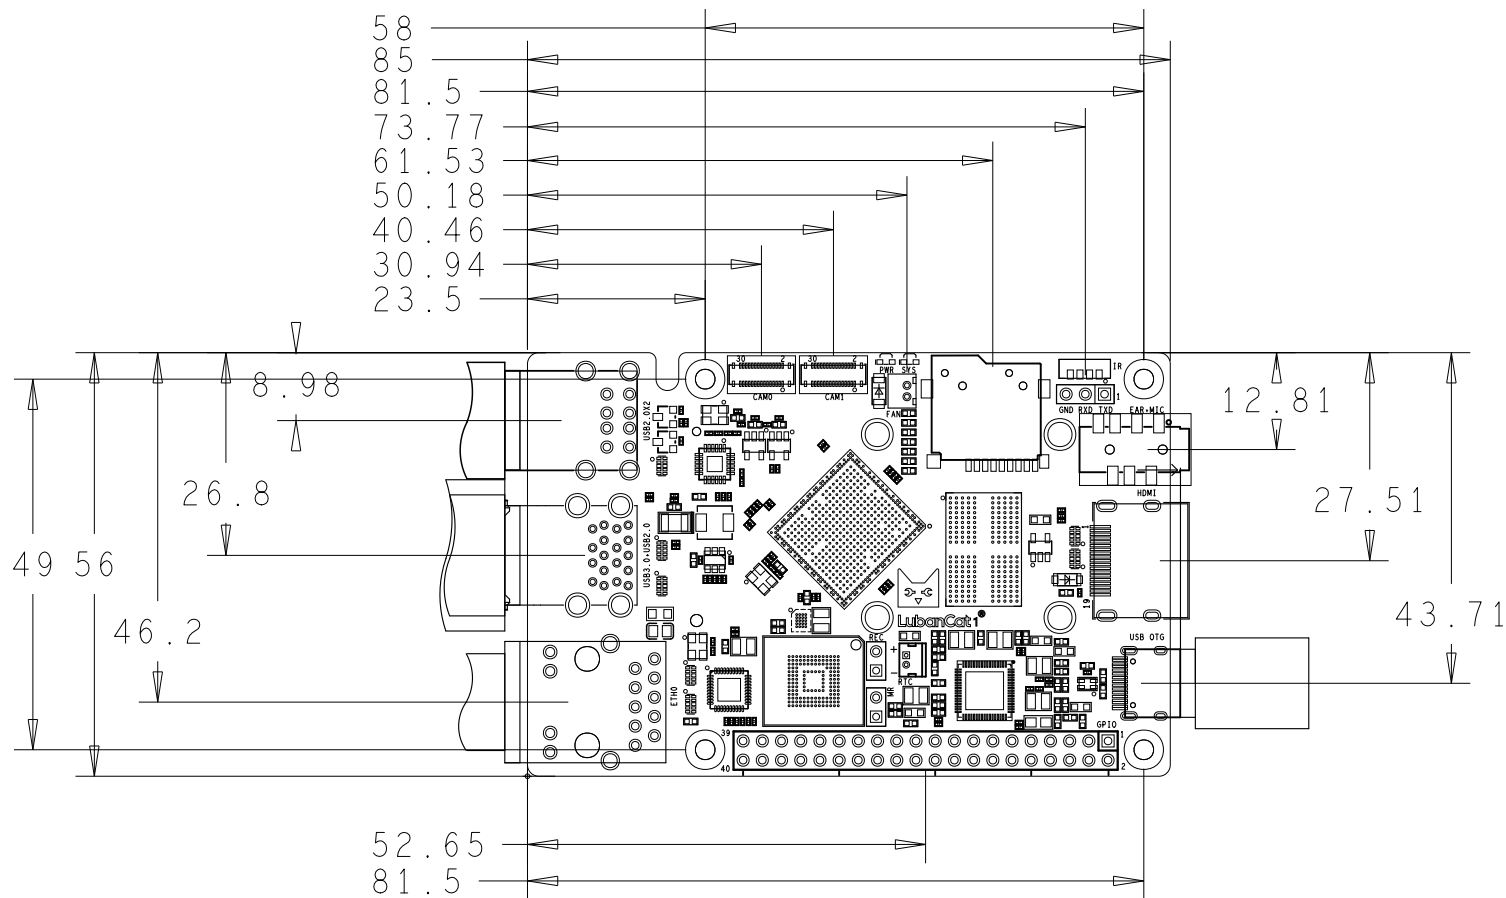 58
85
81.5
73.77
61.53
50.18
40.46
30.94
23.5
8.98
26.8
49
56
46.2
12.81
27.51
43.71
30 2
30 2
CAM0
CAM1
PWR SYS
FAN
IR
1
GND RXD TXD
EAR+MIC
HDMI
1
19
USB2.0X2
USB3.0+USB2.0
LubanCat1®
REC
+
-
RTC
MR
ETH0
USB OTG
GPIO
39
1
40
2
52.65
81.5